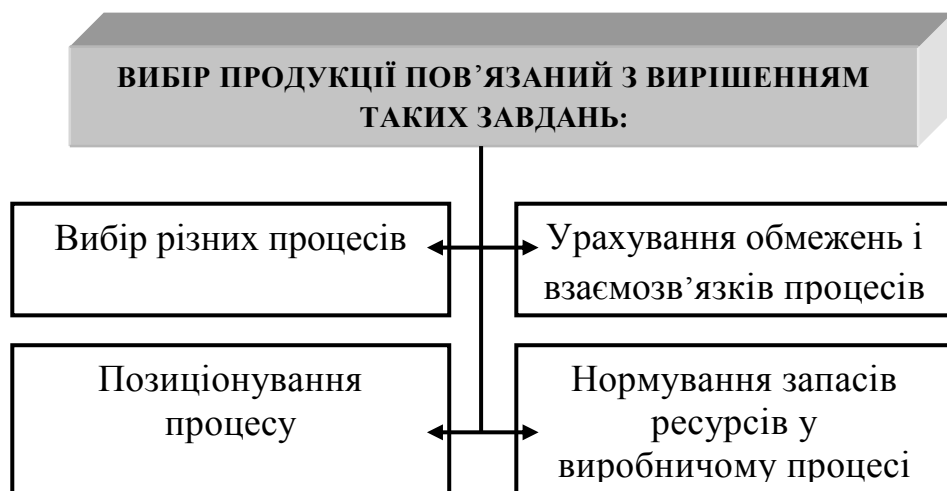 ВИБІР ПРОДУКЦІЇ ПОВ’ЯЗАНИЙ З ВИРІШЕННЯМ
ТАКИХ ЗАВДАНЬ:
Вибір різних процесів
Урахування обмежень і
взаємозв’язків процесів
Позиціонування
процесу
Нормування запасів
ресурсів у
виробничому процесі